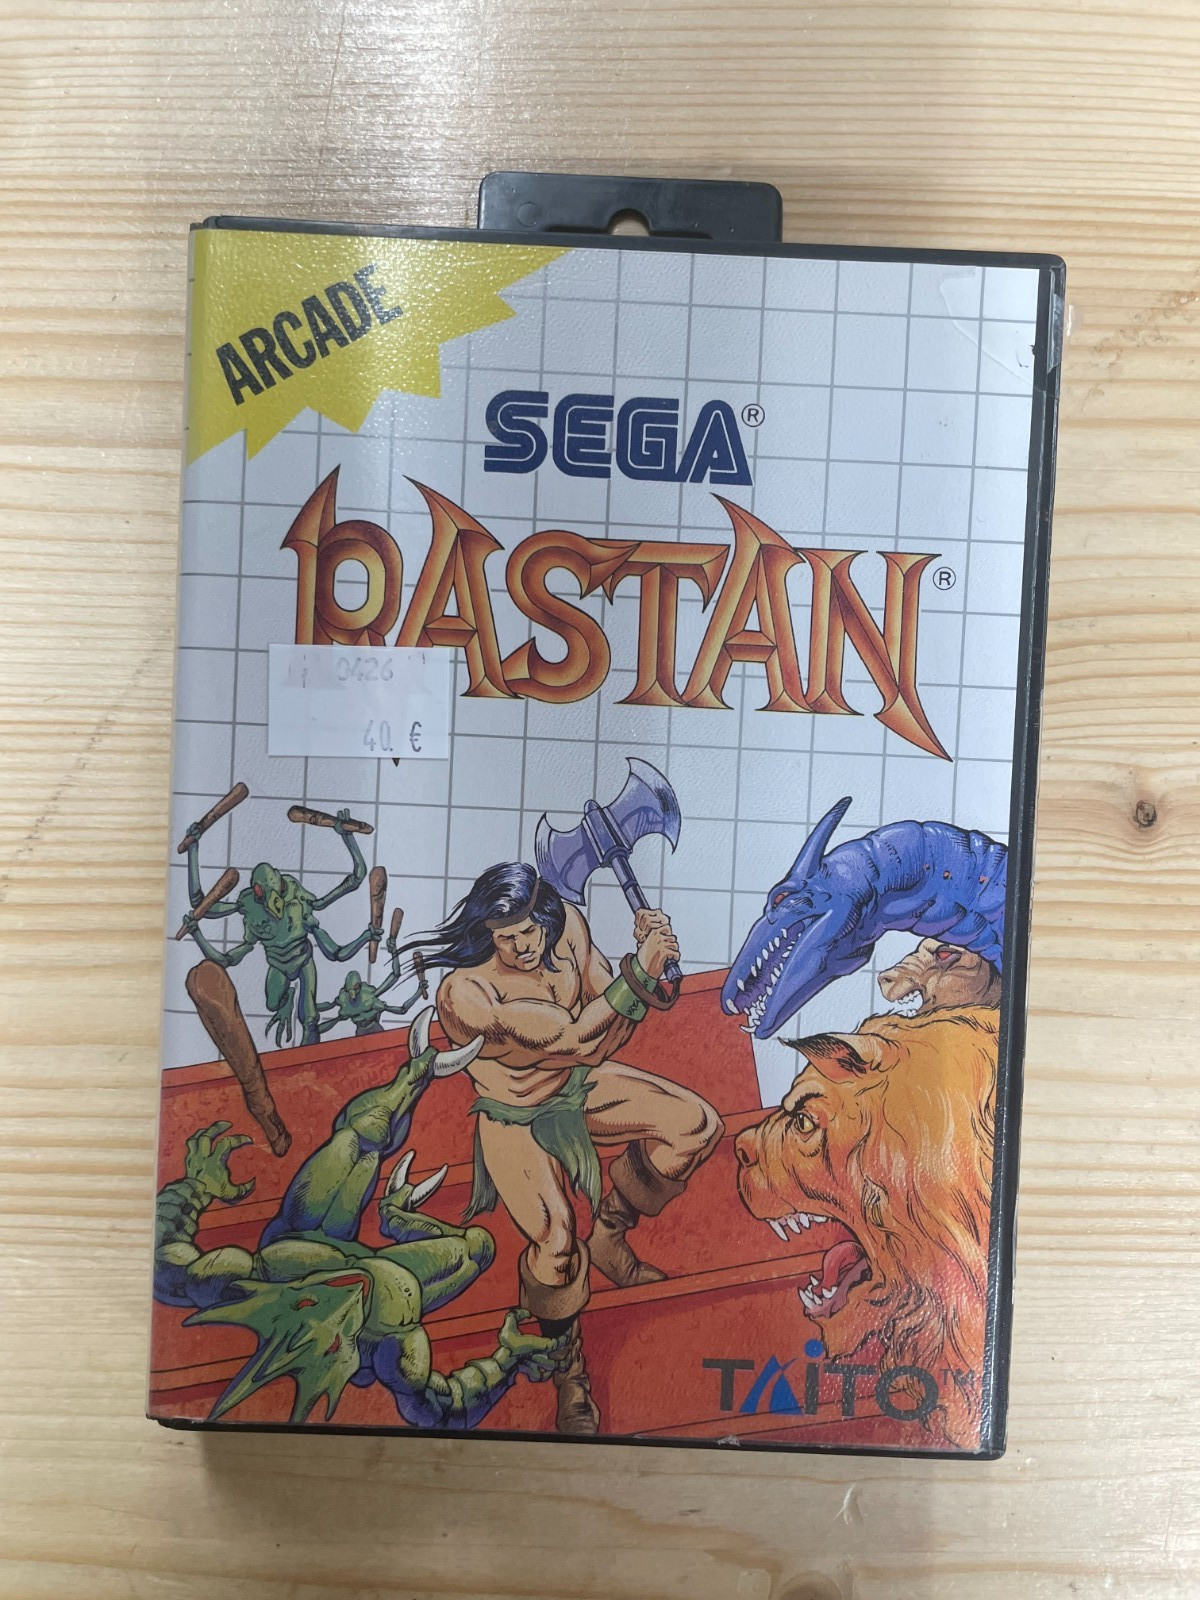 ARCADE
SEGA®
RASTAN®
0426
40 €
TAITO™